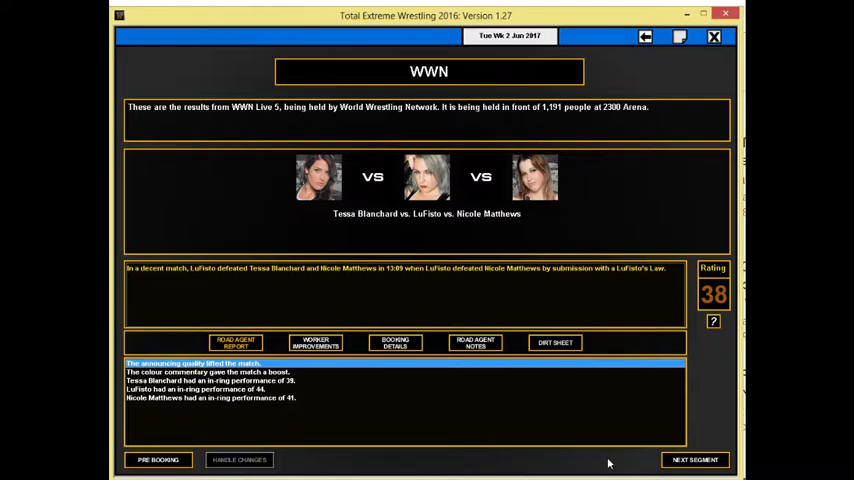 Total Extreme Wrestling 2016: Version 1.27
Tue Wk 2 Jun 2017
WWN
These are the results from WWN Live 5, being held by World Wrestling Network. It is being held in front of 1,191 people at 2300 Arena.
VS VS
Tessa Blanchard vs. LuFisto vs. Nicole Matthews
In a decent match, LuFisto defeated Tessa Blanchard and Nicole Matthews in 13:09 when LuFisto defeated Nicole Matthews by submission with a LuFisto's Law.
Rating
38
?
ROAD AGENT REPORT
WORKER IMPROVEMENTS
BOOKING DETAILS
ROAD AGENT NOTES
DIRT SHEET
The announcing quality lifted the match.
The colour commentary gave the match a boost.
Tessa Blanchard had an in-ring performance of 39.
LuFisto had an in-ring performance of 44.
Nicole Matthews had an in-ring performance of 41.
PRE BOOKING
HANDLE CHANGES
NEXT SEGMENT